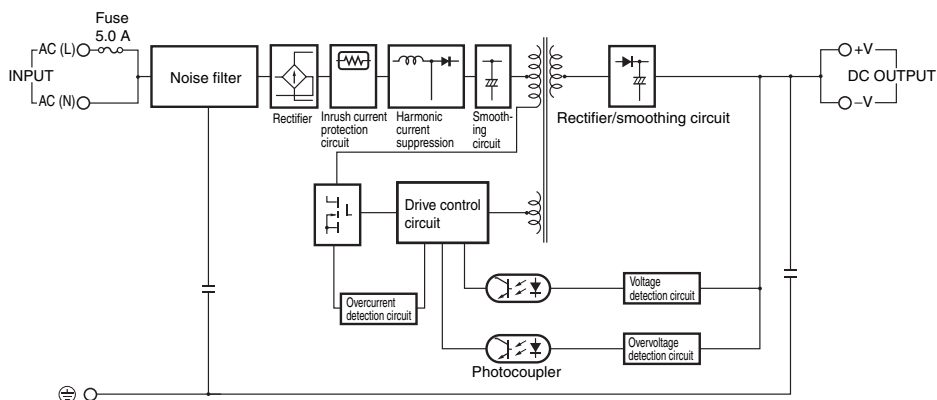 Fuse
5.0 A
AC (L)
INPUT
AC (N)
Noise filter
Rectifier
Inrush current
protection
circuit
Harmonic
current
suppression
Smooth-
ing
circuit
Rectifier/smoothing circuit
+V
DC OUTPUT
–V
Drive control
circuit
Overcurrent
detection circuit
Voltage
detection circuit
Overvoltage
detection circuit
Photocoupler